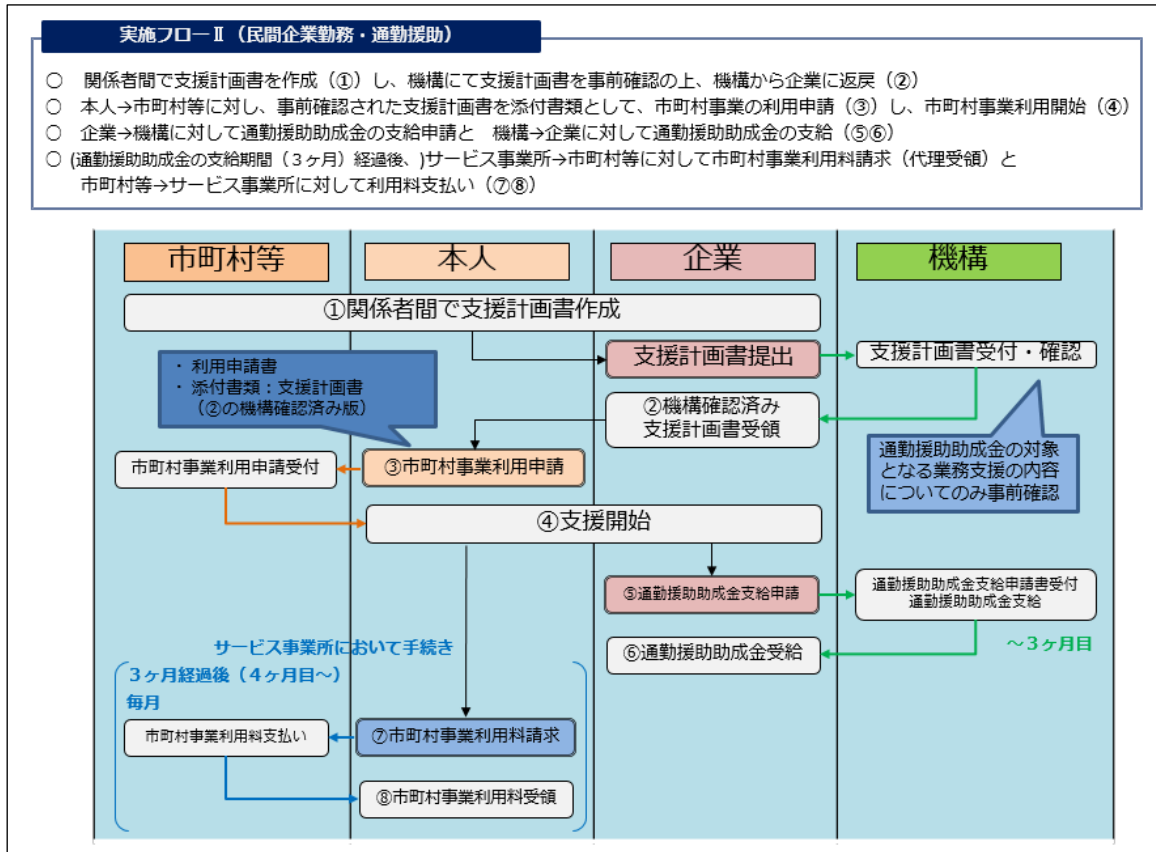 実施フローⅡ（民間企業勤務・通勤援助）
○　関係者間で支援計画書を作成（①）し、機構にて支援計画書を事前確認の上、機構から企業に返戻（②）
○　本人→市町村等に対し、事前確認された支援計画書を添付書類として、市町村事業の利用申請（③）し、市町村事業利用開始（④）
○　企業→機構に対して通勤援助助成金の支給申請と　機構→企業に対して通勤援助助成金の支給（⑤⑥）
○ (通勤援助助成金の支給期間（３ヶ月）経過後、)サービス事業所→市町村等に対して市町村事業利用料請求（代理受領）と
市町村等→サービス事業所に対して利用料支払い（⑦⑧）
市町村等
本人
企業
機構
①関係者間で支援計画書作成
支援計画書提出
支援計画書受付・確認
・ 利用申請書
・ 添付書類：支援計画書
（②の機構確認済み版）
②機構確認済み
支援計画書受領
通勤援助助成金の対象
となる業務支援の内容
についてのみ事前確認
市町村事業利用申請受付
③市町村事業利用申請
④支援開始
⑤通勤援助助成金支給申請
通勤援助助成金支給申請書受付
通勤援助助成金支給
⑥通勤援助助成金受給
～３ヶ月目
サービス事業所において手続き
３ヶ月経過後（４ヶ月目～）
毎月
市町村事業利用料支払い
⑦市町村事業利用料請求
⑧市町村事業利用料受領